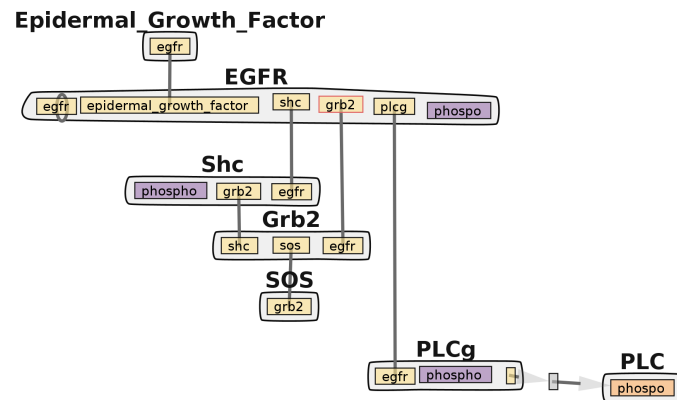 Epidermal_Growth_Factor
egfr
EGFR
egfr epidermal_growth_factor shc grb2 plcg phospo
Shc
phospho grb2 egfr
Grb2
shc sos egfr
SOS
grb2
PLCg
egfr phospho
PLC
phospo